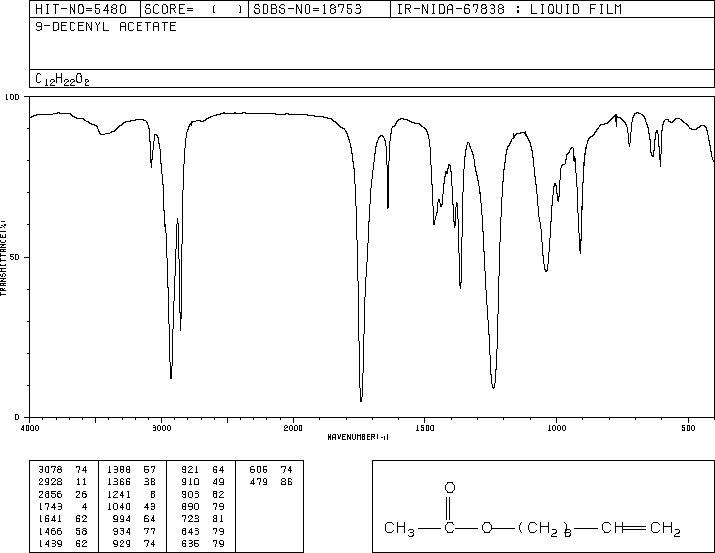 HIT-NO=5480 SCORE= ( ) SDBS-NO=18753 IR-NIDA-67838 : LIQUID FILM
9-DECENYL ACETATE
C12H22O2
100
50
0
TRANSMITTANCE(%)
4000 3000 2000 1500 1000 500
WAVENUMBER(-1)
3078 74 1388 57 921 64 606 74
2928 11 1366 38 910 49 479 86
2856 26 1241 8 903 82
1743 4 1040 43 890 79
1641 62 994 64 723 81
1466 58 934 77 643 79
1439 62 929 74 635 79
O
CH3 C O (CH2)8 CH CH2